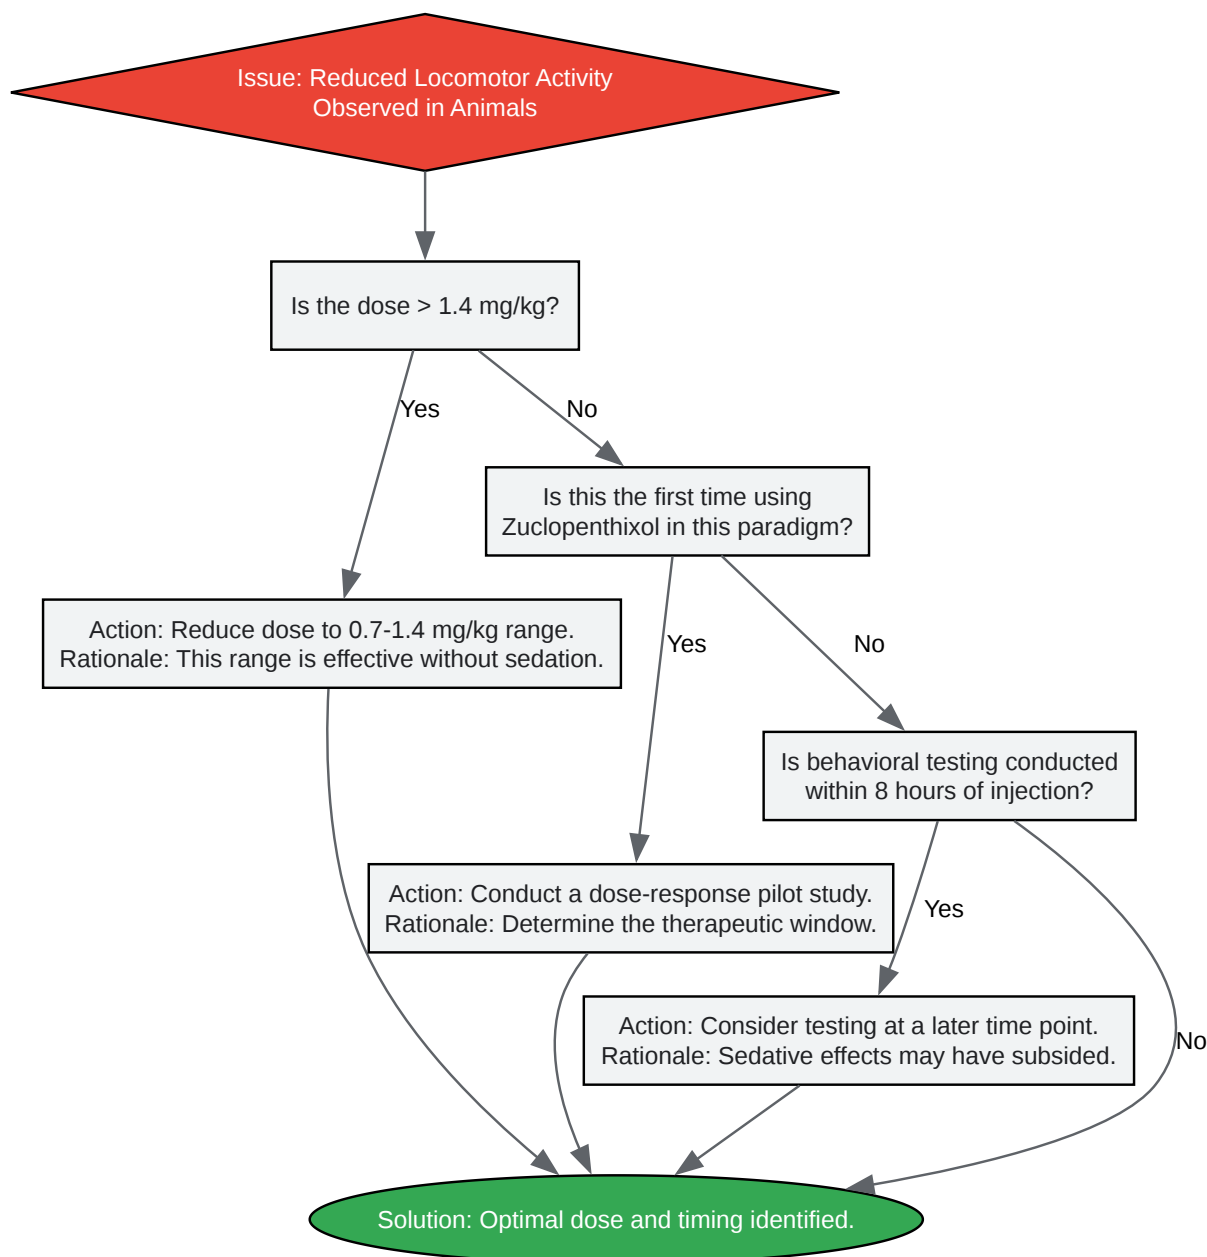 Issue: Reduced Locomotor Activity
Observed in Animals
Is the dose > 1.4 mg/kg?
Yes
No
Is this the first time using
Zuclopenthixol in this paradigm?
Action: Reduce dose to 0.7-1.4 mg/kg range.
Rationale: This range is effective without sedation.
Yes
No
Is behavioral testing conducted
within 8 hours of injection?
Action: Conduct a dose-response pilot study.
Rationale: Determine the therapeutic window.
Yes
Action: Consider testing at a later time point.
Rationale: Sedative effects may have subsided.
No
Solution: Optimal dose and timing identified.